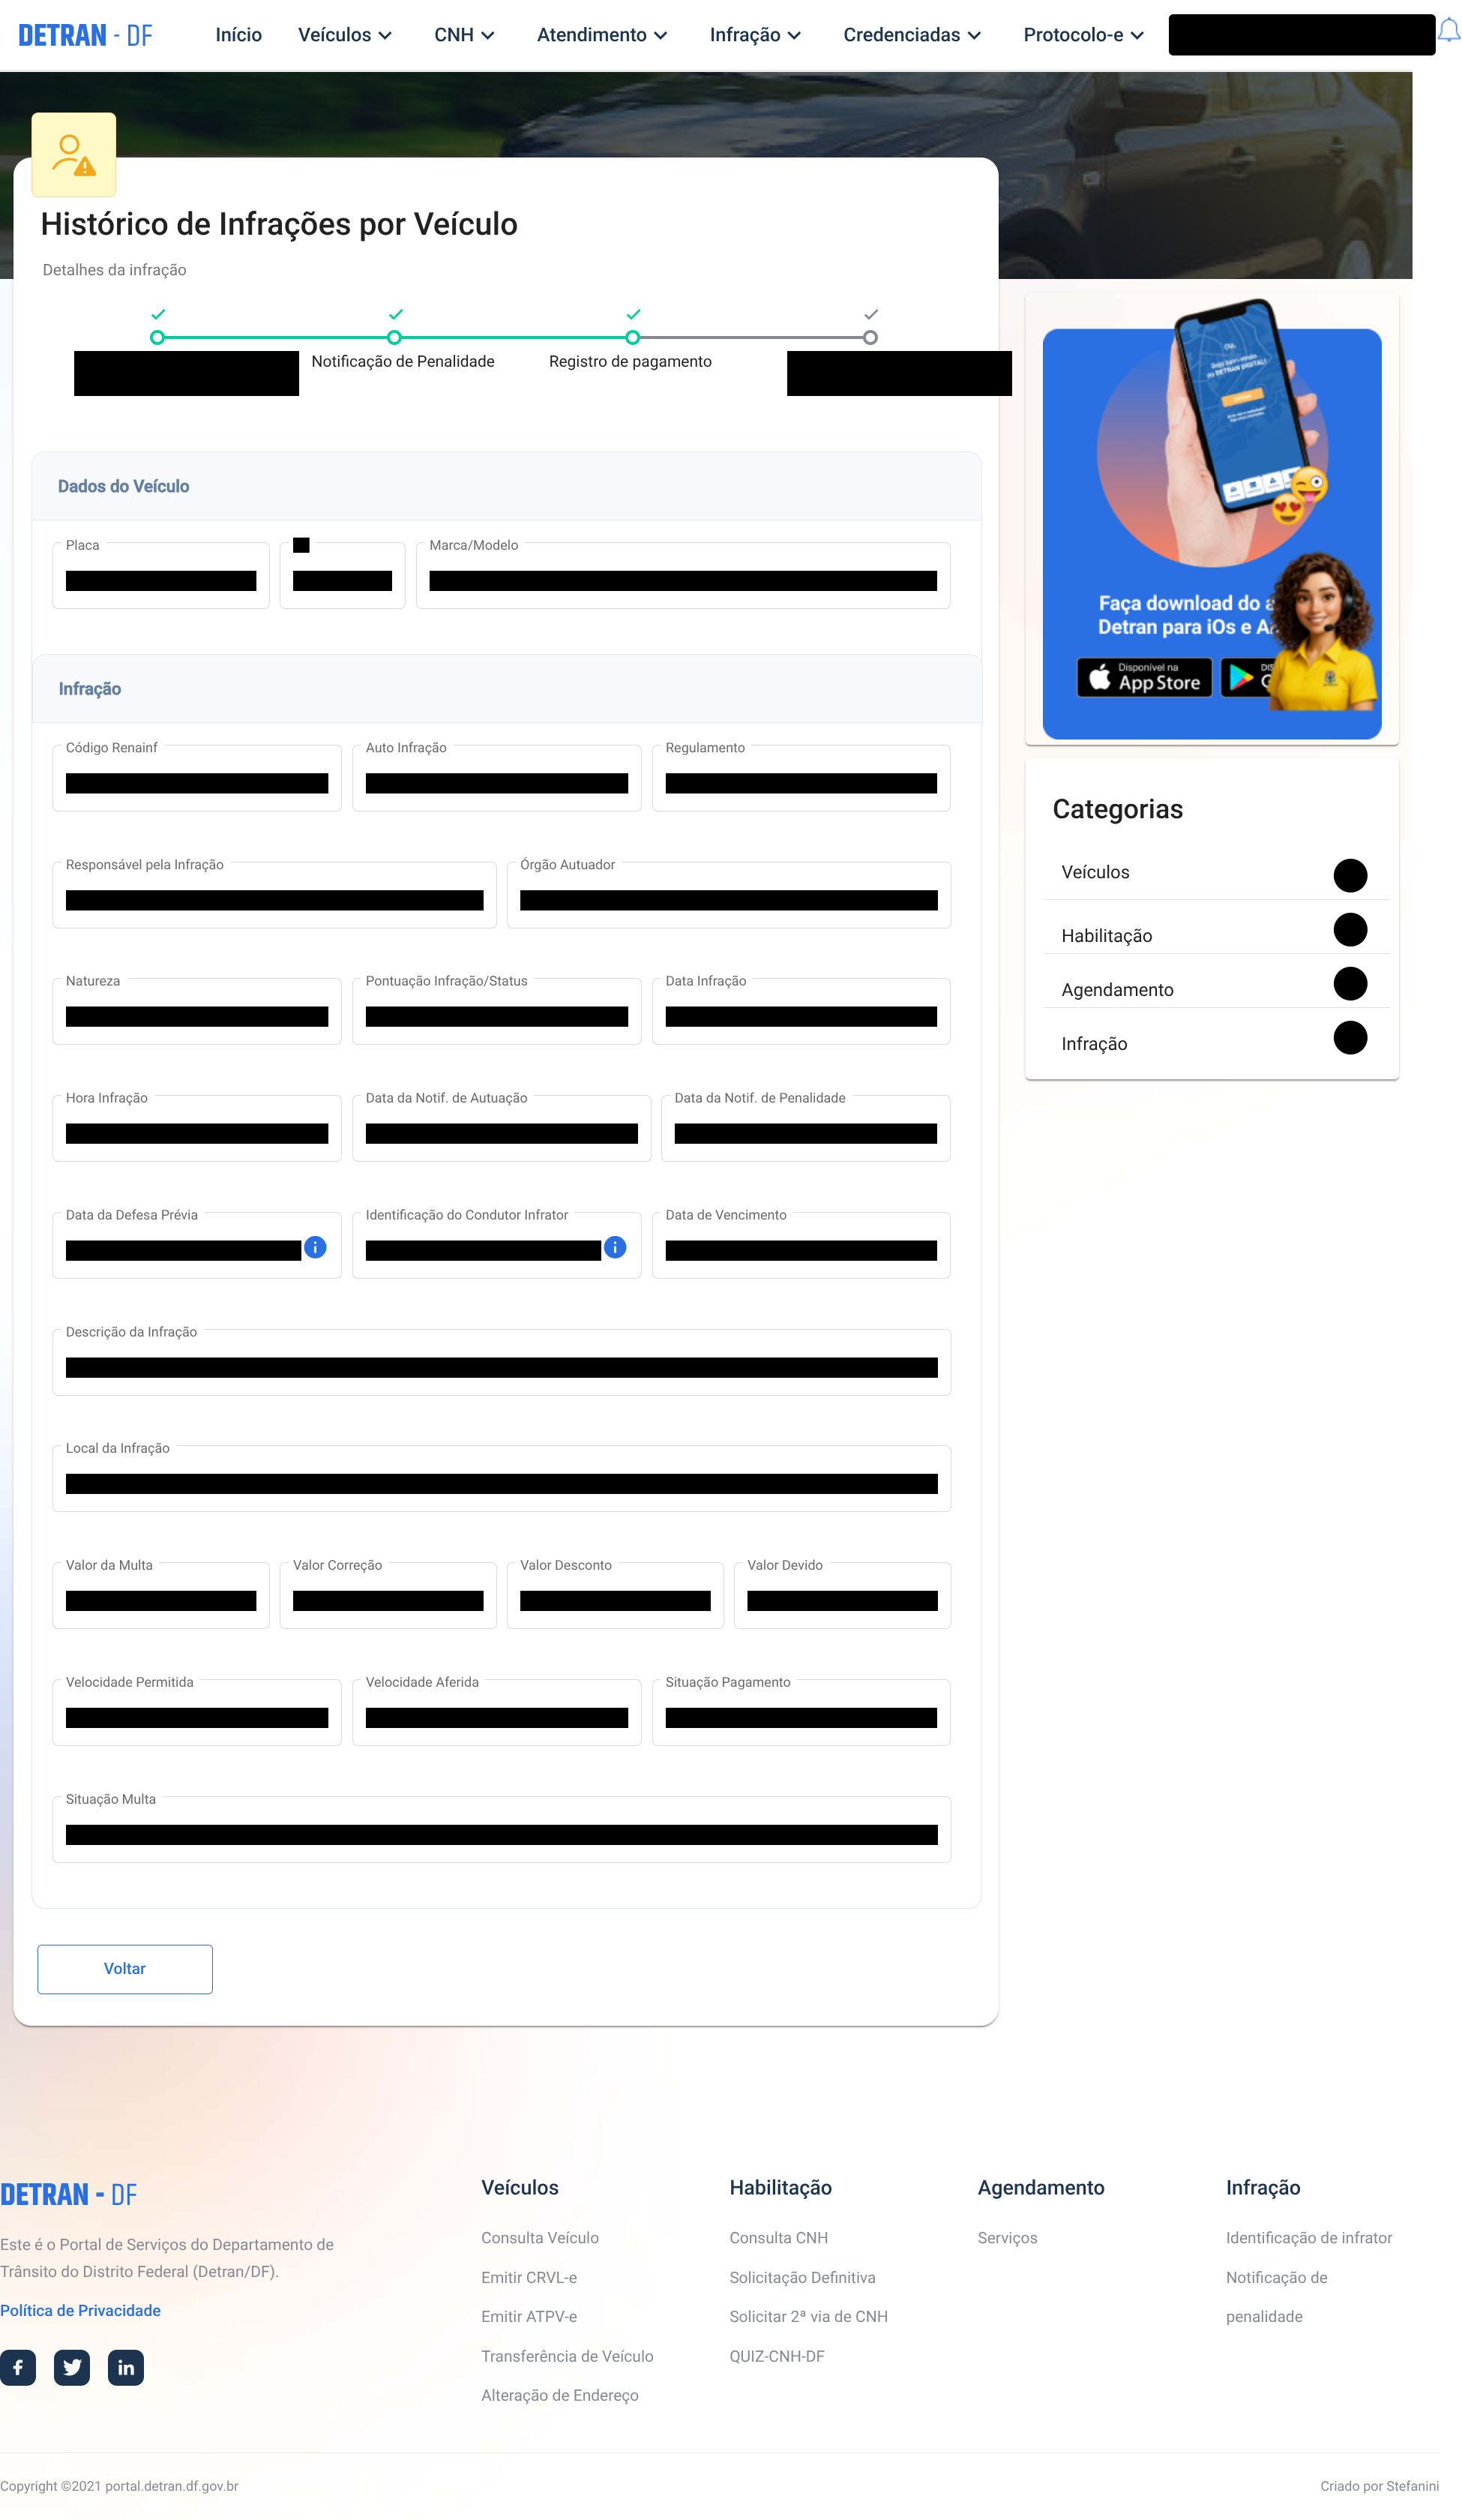 DETRAN - DF
Início Veículos CNH Atendimento Infração Credenciadas Protocolo-e
Histórico de Infrações por Veículo
Detalhes da infração
Notificação de Penalidade Registro de pagamento
Dados do Veículo
Placa Marca/Modelo
Infração
Código Renainf Auto Infração Regulamento
Responsável pela Infração Órgão Autuador
Natureza Pontuação Infração/Status Data Infração
Hora Infração Data da Notif. de Autuação Data da Notif. de Penalidade
Data da Defesa Prévia Identificação do Condutor Infrator Data de Vencimento
Descrição da Infração
Local da Infração
Valor da Multa Valor Correção Valor Desconto Valor Devido
Velocidade Permitida Velocidade Aferida Situação Pagamento
Situação Multa
Voltar
DETRAN DIGITAL!
Faça download do
Detran para iOs e
Disponível na
App Store
Categorias
Veículos
Habilitação
Agendamento
Infração
DETRAN - DF
Este é o Portal de Serviços do Departamento de
Trânsito do Distrito Federal (Detran/DF).
Política de Privacidade
Veículos
Consulta Veículo
Emitir CRVL-e
Emitir ATPV-e
Transferência de Veículo
Alteração de Endereço
Habilitação
Consulta CNH
Solicitação Definitiva
Solicitar 2ª via de CNH
QUIZ-CNH-DF
Agendamento
Serviços
Infração
Identificação de infrator
Notificação de
penalidade
Copyright ©2021 portal.detran.df.gov.br
Criado por Stefanini